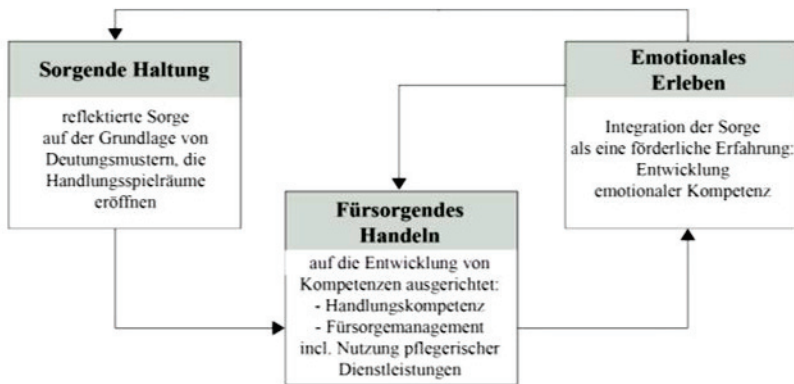 Sorgende Haltung
reflektierte Sorge
auf der Grundlage von
Deutungsmustern, die
Handlungsspielräume
eröffnen
Emotionales
Erleben
Integration der Sorge
als eine förderliche Erfahrung:
Entwicklung
emotionaler Kompetenz
Fürsorgendes
Handeln
auf die Entwicklung von
Kompetenzen ausgerichtet:
- Handlungskompetenz
- Fürsorgemanagement
incl. Nutzung pflegerischer
Dienstleistungen